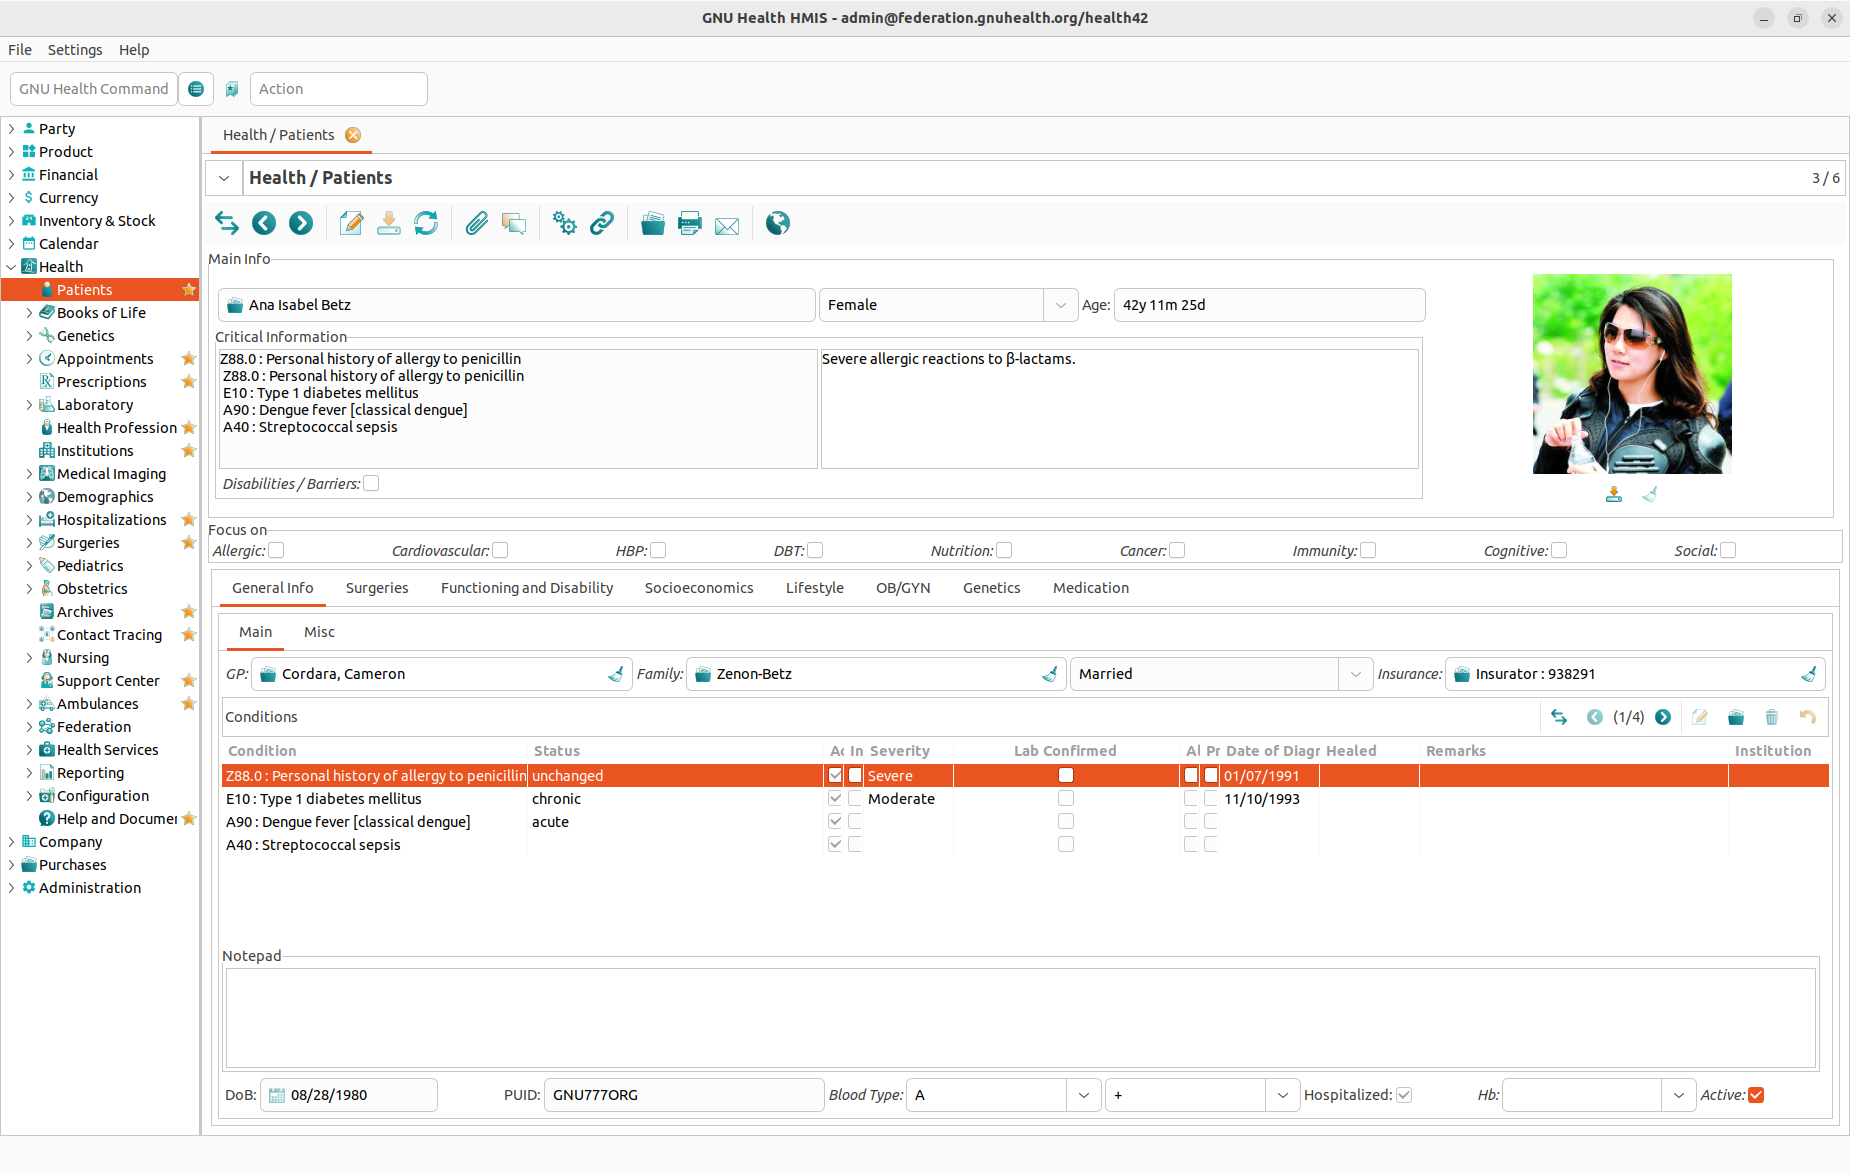 GNU Health HMIS - admin@federation.gnuhealth.org/health42
File Settings Help
GNU Health Command
Action
Party
Product
Financial
Currency
Inventory & Stock
Calendar
Health
Patients
Books of Life
Genetics
Appointments
Prescriptions
Laboratory
Health Profession
Institutions
Medical Imaging
Demographics
Hospitalizations
Surgeries
Pediatrics
Obstetrics
Archives
Contact Tracing
Nursing
Support Center
Ambulances
Federation
Health Services
Reporting
Configuration
Help and Documen
Company
Purchases
Administration
Health / Patients
Health / Patients
3 / 6
Main Info
Ana Isabel Betz
Female
Age: 42y 11m 25d
Critical Information
Z88.0 : Personal history of allergy to penicillin
Z88.0 : Personal history of allergy to penicillin
E10 : Type 1 diabetes mellitus
A90 : Dengue fever [classical dengue]
A40 : Streptococcal sepsis
Severe allergic reactions to β-lactams.
Disabilities / Barriers:
Focus on
Allergic: Cardiovascular: HBP: DBT: Nutrition: Cancer: Immunity: Cognitive: Social:
General Info Surgeries Functioning and Disability Socioeconomics Lifestyle OB/GYN Genetics Medication
Main Misc
GP: Cordara, Cameron Family: Zenon-Betz Married Insurance: Insurator : 938291
Conditions (1/4)
Condition Status Ac In Severity Lab Confirmed Al Pr Date of Diagr Healed Remarks Institution
Z88.0 : Personal history of allergy to penicillin unchanged Severe 01/07/1991
E10 : Type 1 diabetes mellitus chronic Moderate 11/10/1993
A90 : Dengue fever [classical dengue] acute
A40 : Streptococcal sepsis
Notepad
DoB: 08/28/1980 PUID: GNU777ORG Blood Type: A + Hospitalized: Hb: Active: